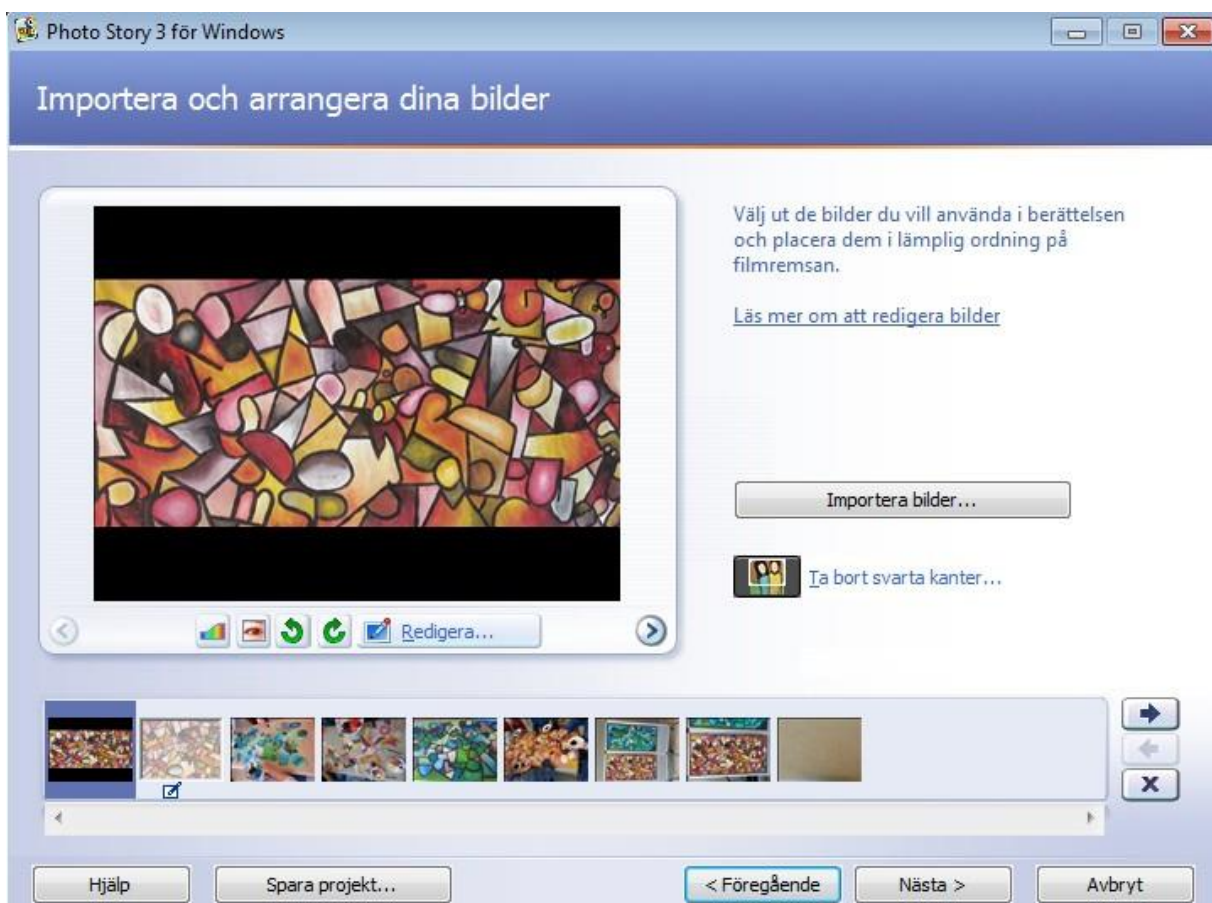 Photo Story 3 för Windows
Importera och arrangera dina bilder
Välj ut de bilder du vill använda i berättelsen
och placera dem i lämplig ordning på
filmremsan.
Läs mer om att redigera bilder
Importera bilder...
Ta bort svarta kanter...
Redigera...
Hjälp
Spara projekt...
< Föregående
Nästa >
Avbryt